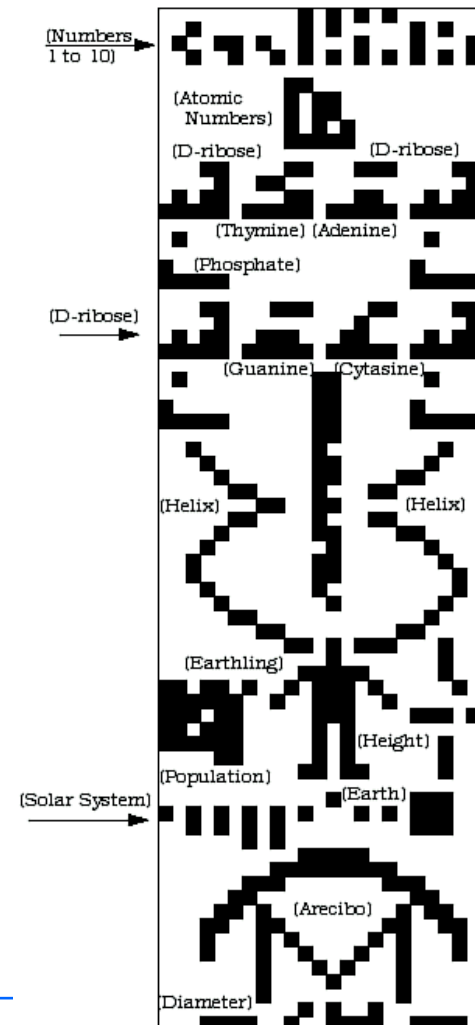 (Numbers
1 to 10)
(Atomic
Numbers)
(D-ribose)
(D-ribose)
(Thymine) (Adenine)
(Phosphate)
(D-ribose)
(Guanine) (Cytasine)
(Helix)
(Helix)
(Earthling)
(Height)
(Population)
(Earth)
(Solar System)
(Arecibo)
(Diameter)